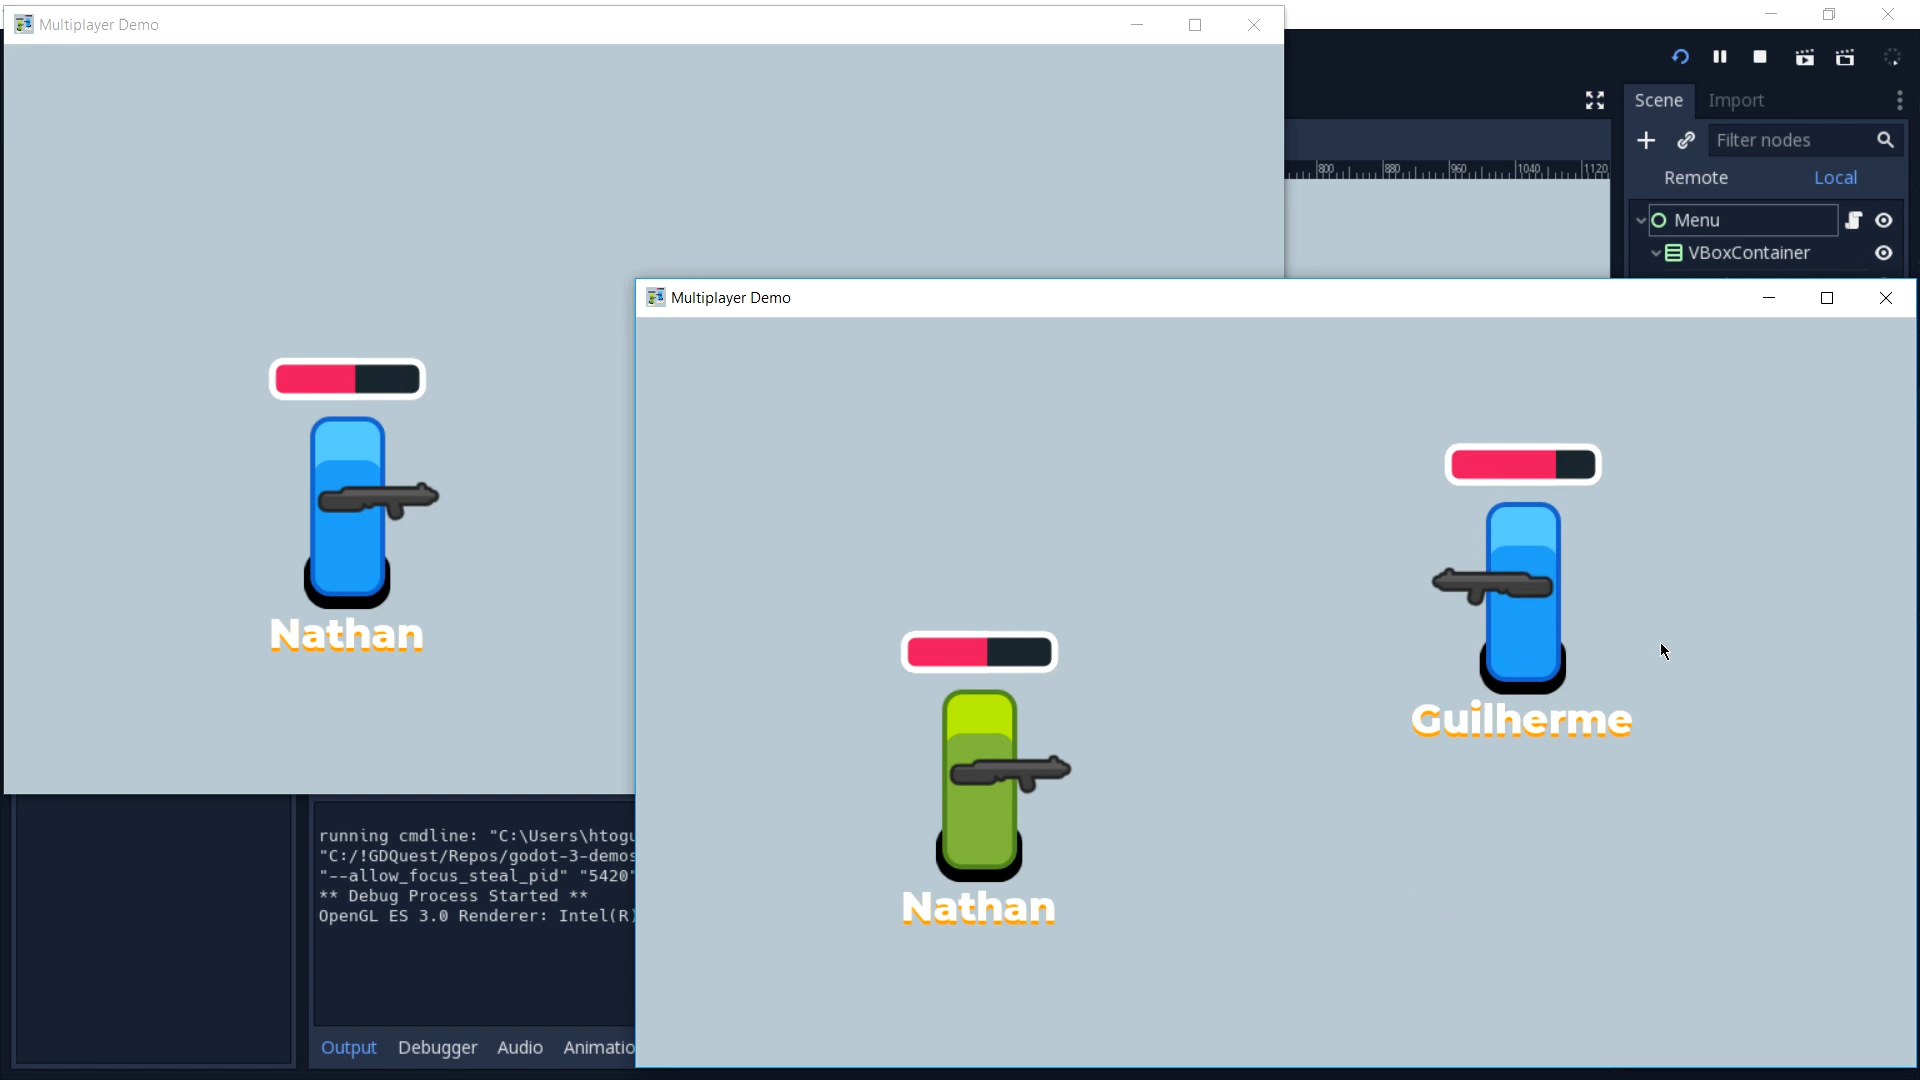 Multiplayer Demo
Scene Import
Filter nodes
800 880 960 1040 1120
Remote Local
Menu
VBoxContainer
Multiplayer Demo
Nathan
Guilherme
Nathan
running cmdline: "C:\Users\htogu
"C:/!GDQuest/Repos/godot-3-demos
"--allow_focus_steal_pid" "5420"
** Debug Process Started **
OpenGL ES 3.0 Renderer: Intel(R)
Output Debugger Audio Animatio